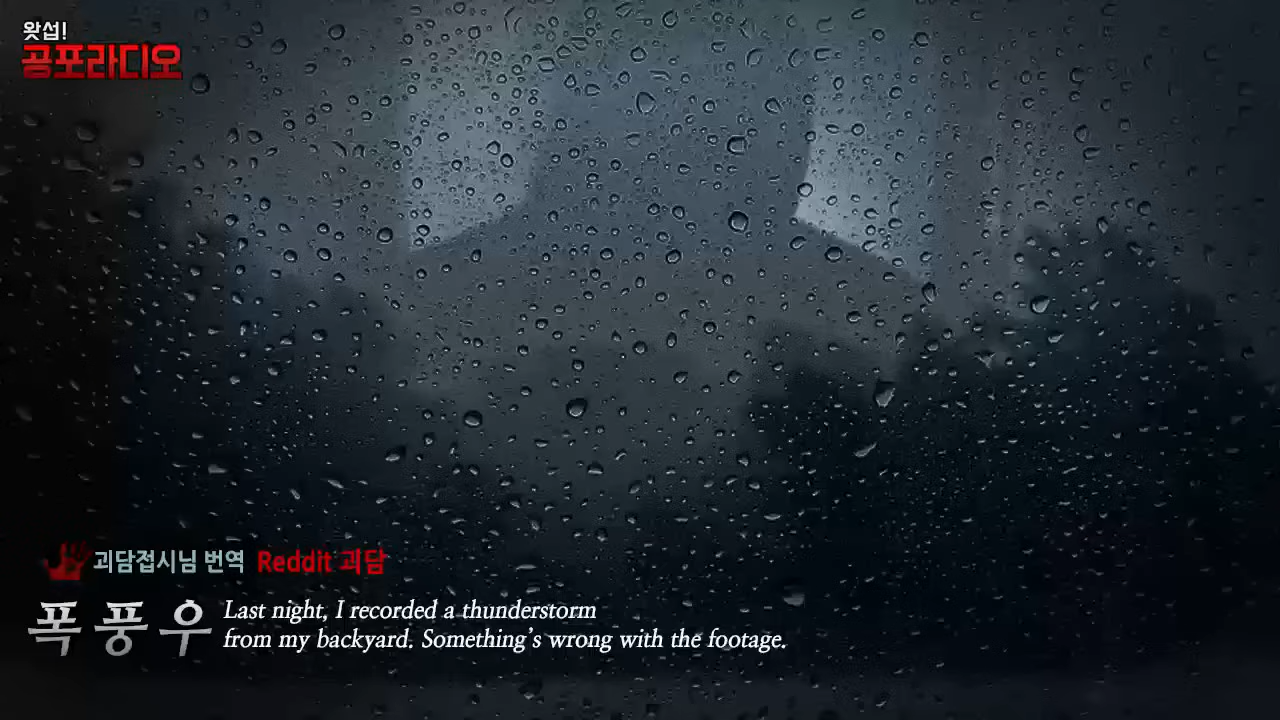 왓섭!
공포라디오
괴담접시님 번역 Reddit 괴담
폭풍우
Last night, I recorded a thunderstorm
from my backyard. Something's wrong with the footage.